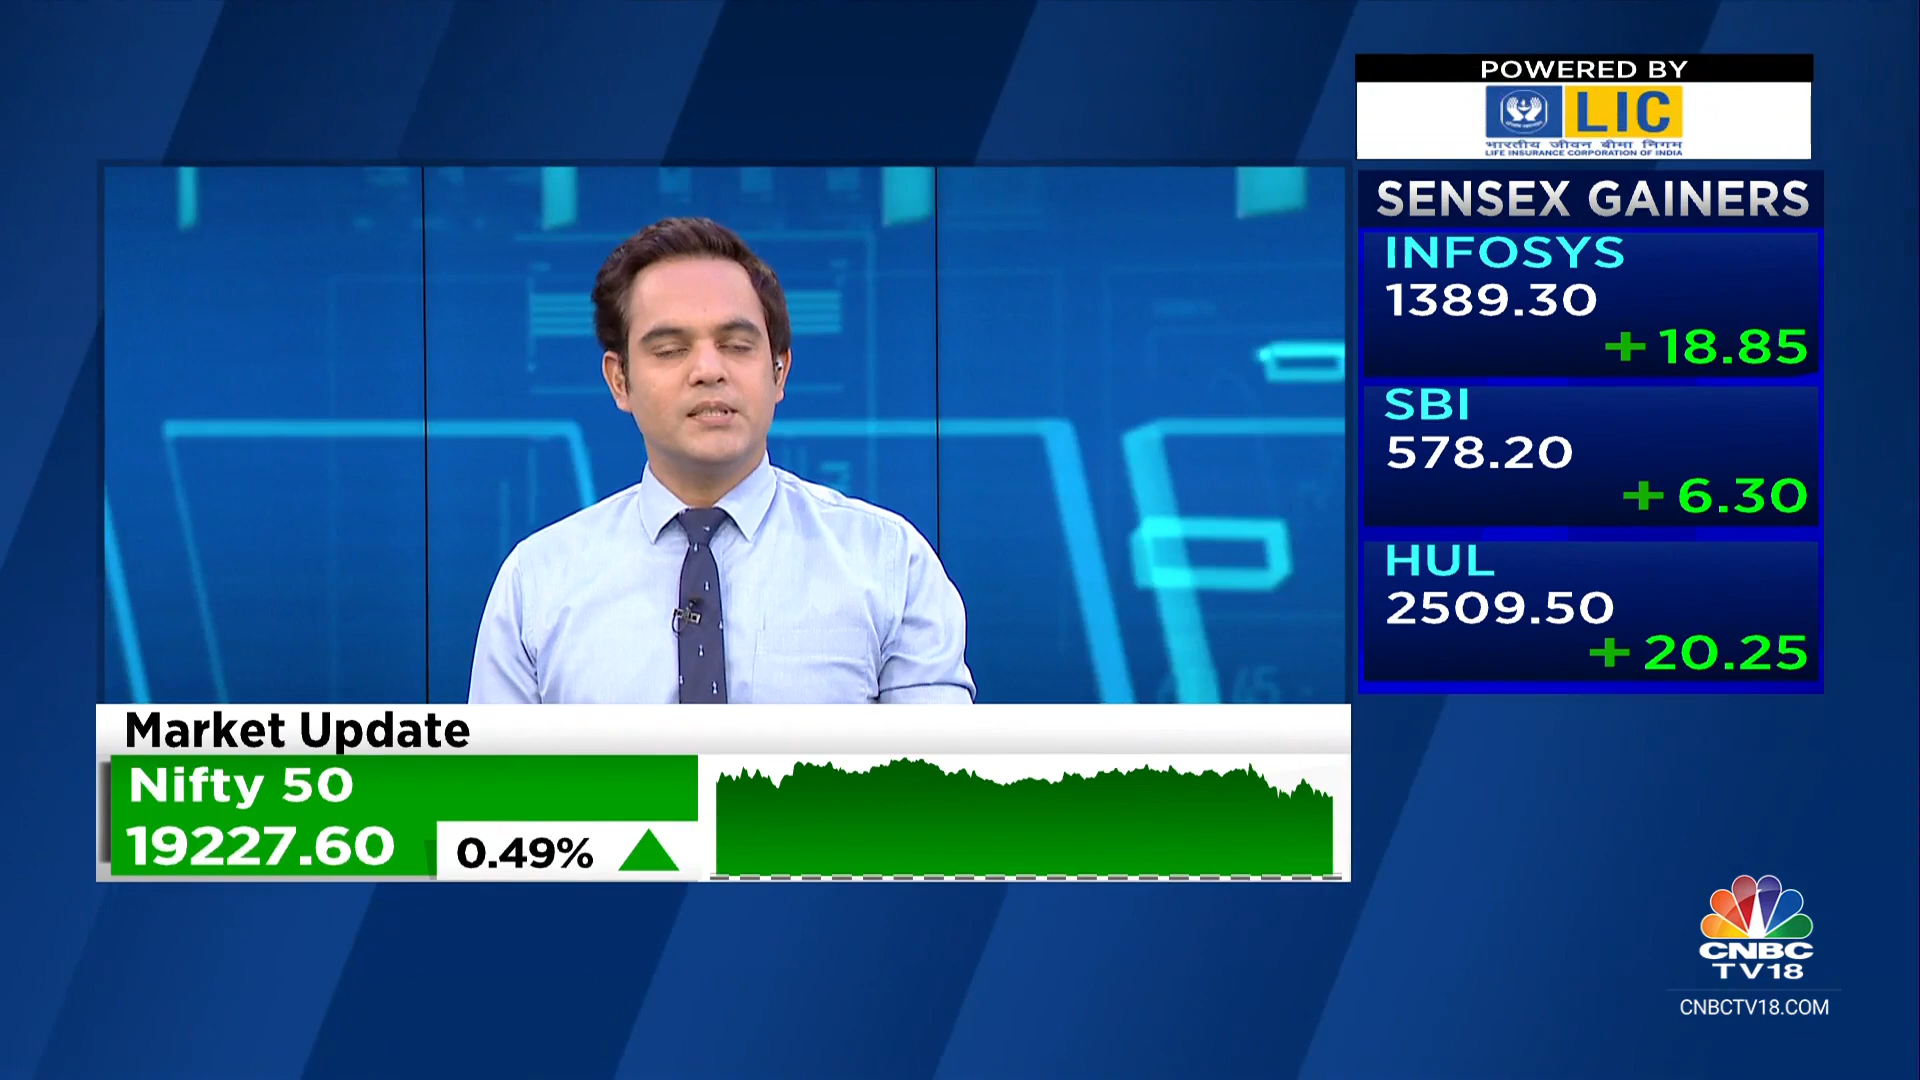 POWERED BY
LIC
भारतीय जीवन बीमा निगम
LIFE INSURANCE CORPORATION OF INDIA
SENSEX GAINERS
INFOSYS
1389.30
+ 18.85
SBI
578.20
+ 6.30
HUL
2509.50
+ 20.25
Market Update
Nifty 50
19227.60
0.49%
CNBC
TV18
CNBCTV18.COM